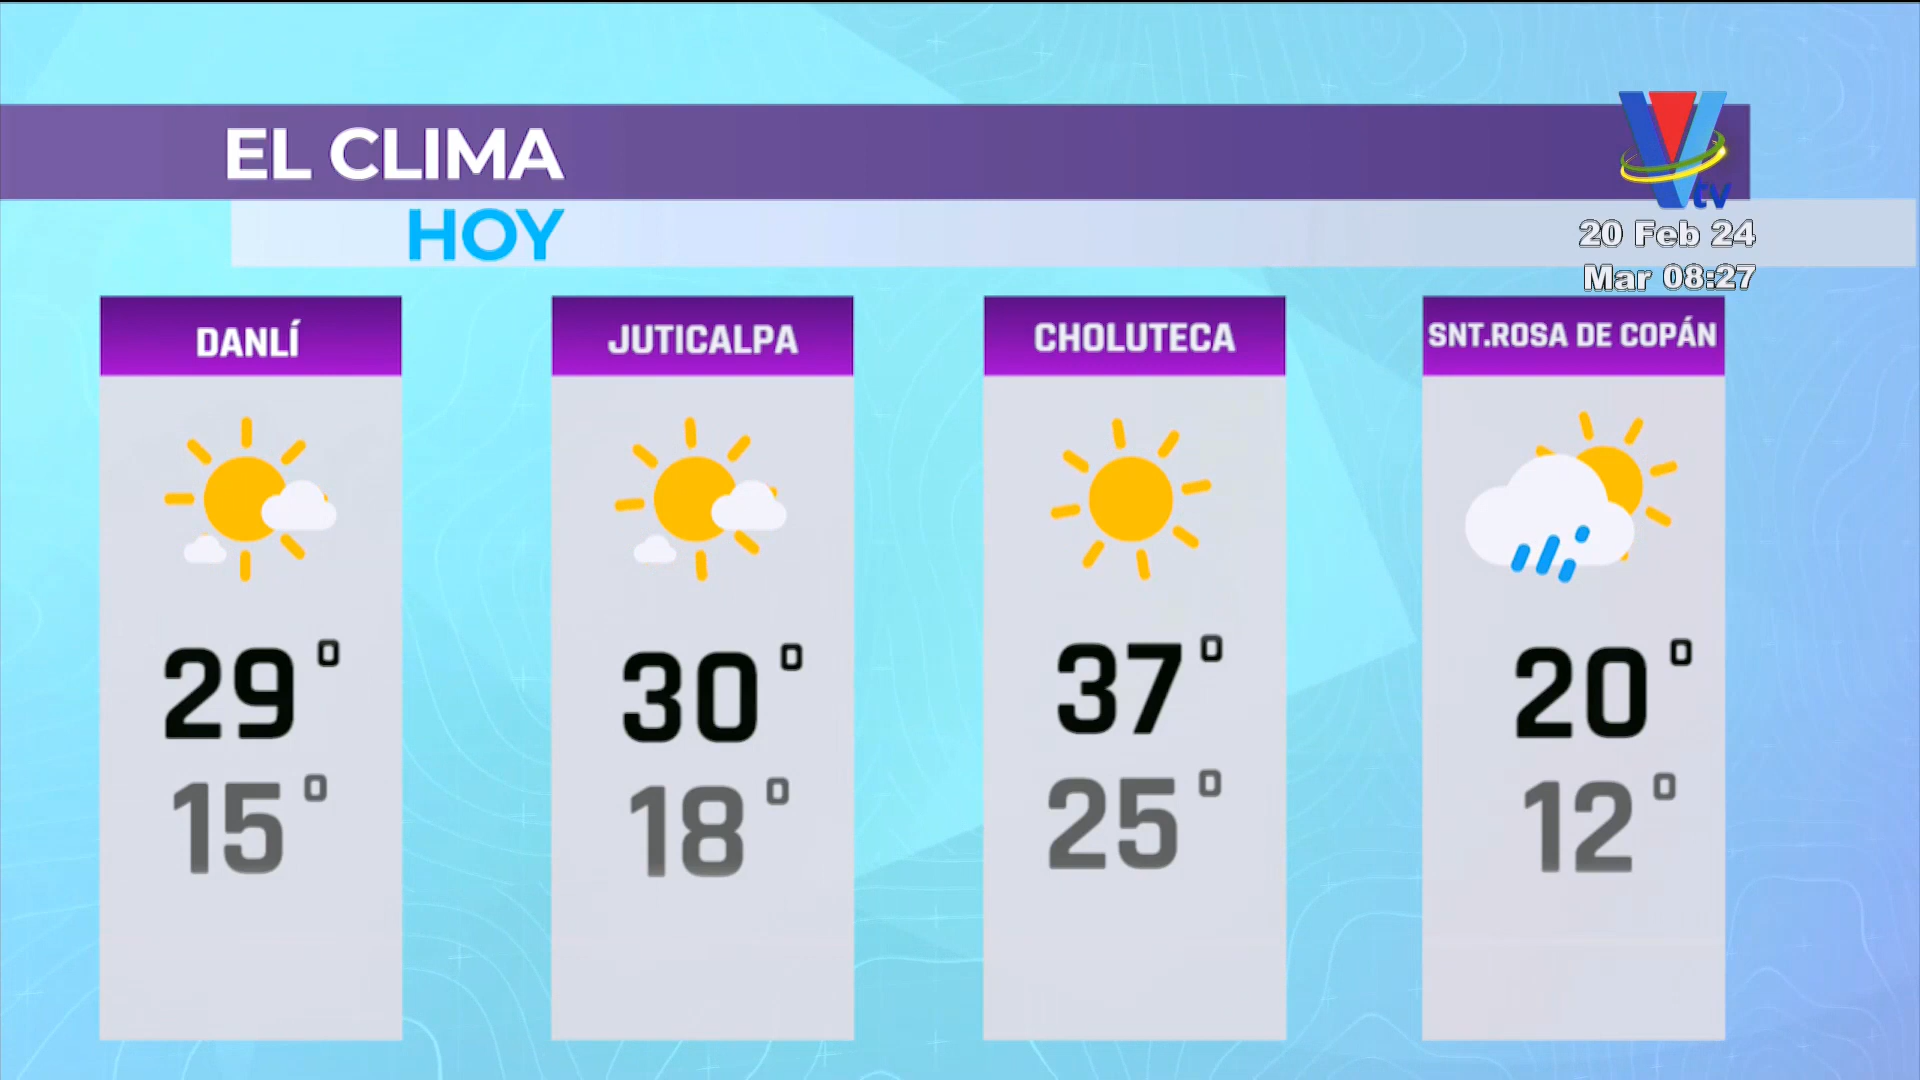 EL CLIMA
HOY
Vtv
20 Feb 24
Mar 08:27
DANLÍ
29°
15°
JUTICALPA
30°
18°
CHOLUTECA
37°
25°
SNT.ROSA DE COPÁN
20°
12°